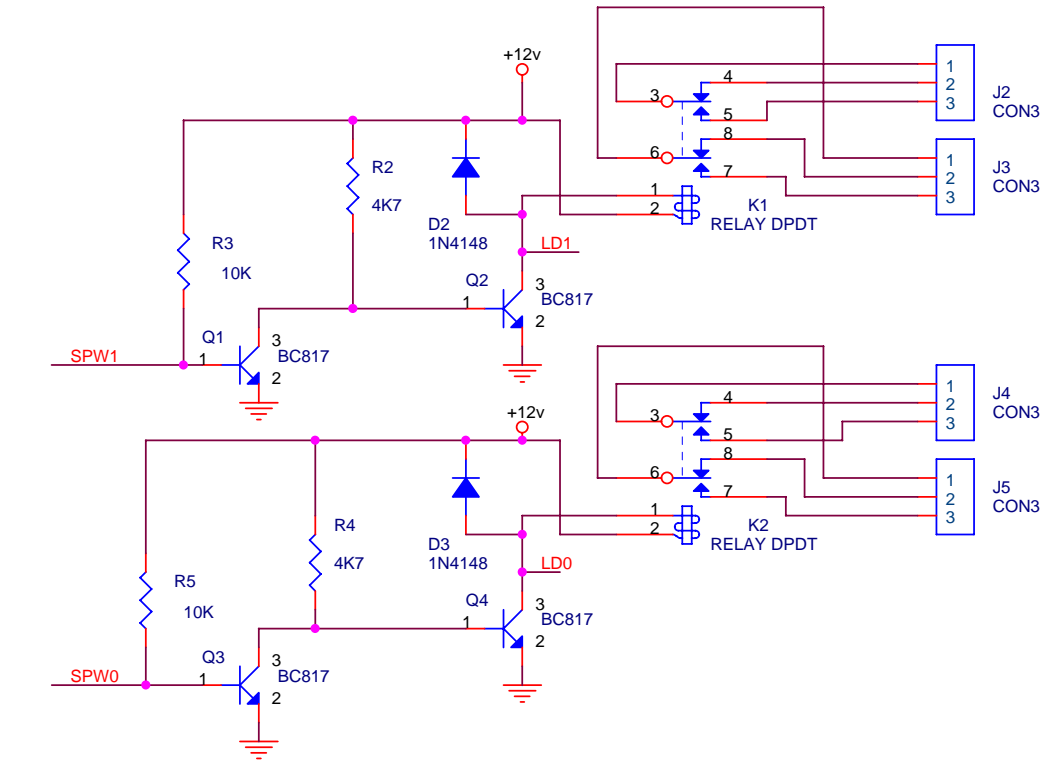 +12v
4
3
5
8
6
7
1
2
K1
RELAY DPDT
1
2
3
J2
CON3
1
2
3
J3
CON3
R2
4K7
R3
10K
D2
1N4148
LD1
Q2
1
3
BC817
2
SPW1
Q1
1
3
BC817
2
+12v
4
3
5
8
6
7
1
2
K2
RELAY DPDT
1
2
3
J4
CON3
1
2
3
J5
CON3
R4
4K7
R5
10K
D3
1N4148
LD0
Q4
1
3
BC817
2
SPW0
Q3
1
3
BC817
2